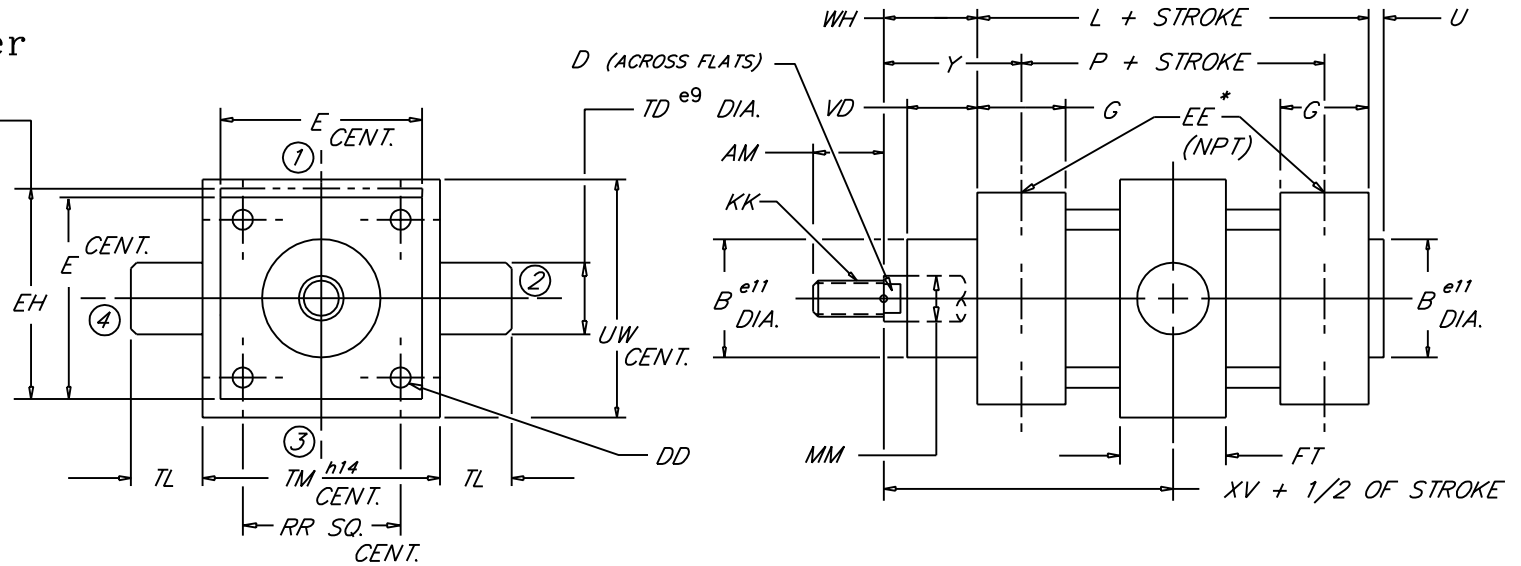 er
E
CENT.
1
TD e9 DIA.
CENT.
E
EH
2
4
UW
CENT.
3
DD
TL
TM h14
CENT.
TL
RR SQ.
CENT.
WH
L + STROKE
U
D (ACROSS FLATS)
Y
P + STROKE
VD
G
EE*
(NPT)
G
AM
KK
B e11
DIA.
B e11
DIA.
MM
FT
XV + 1/2 OF STROKE